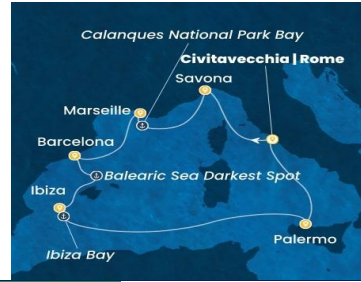 Calanques National Park Bay
Civitavecchia | Rome
Savona
Marseille
Barcelona
Balearic Sea Darkest Spot
Ibiza
Ibiza Bay
Palermo